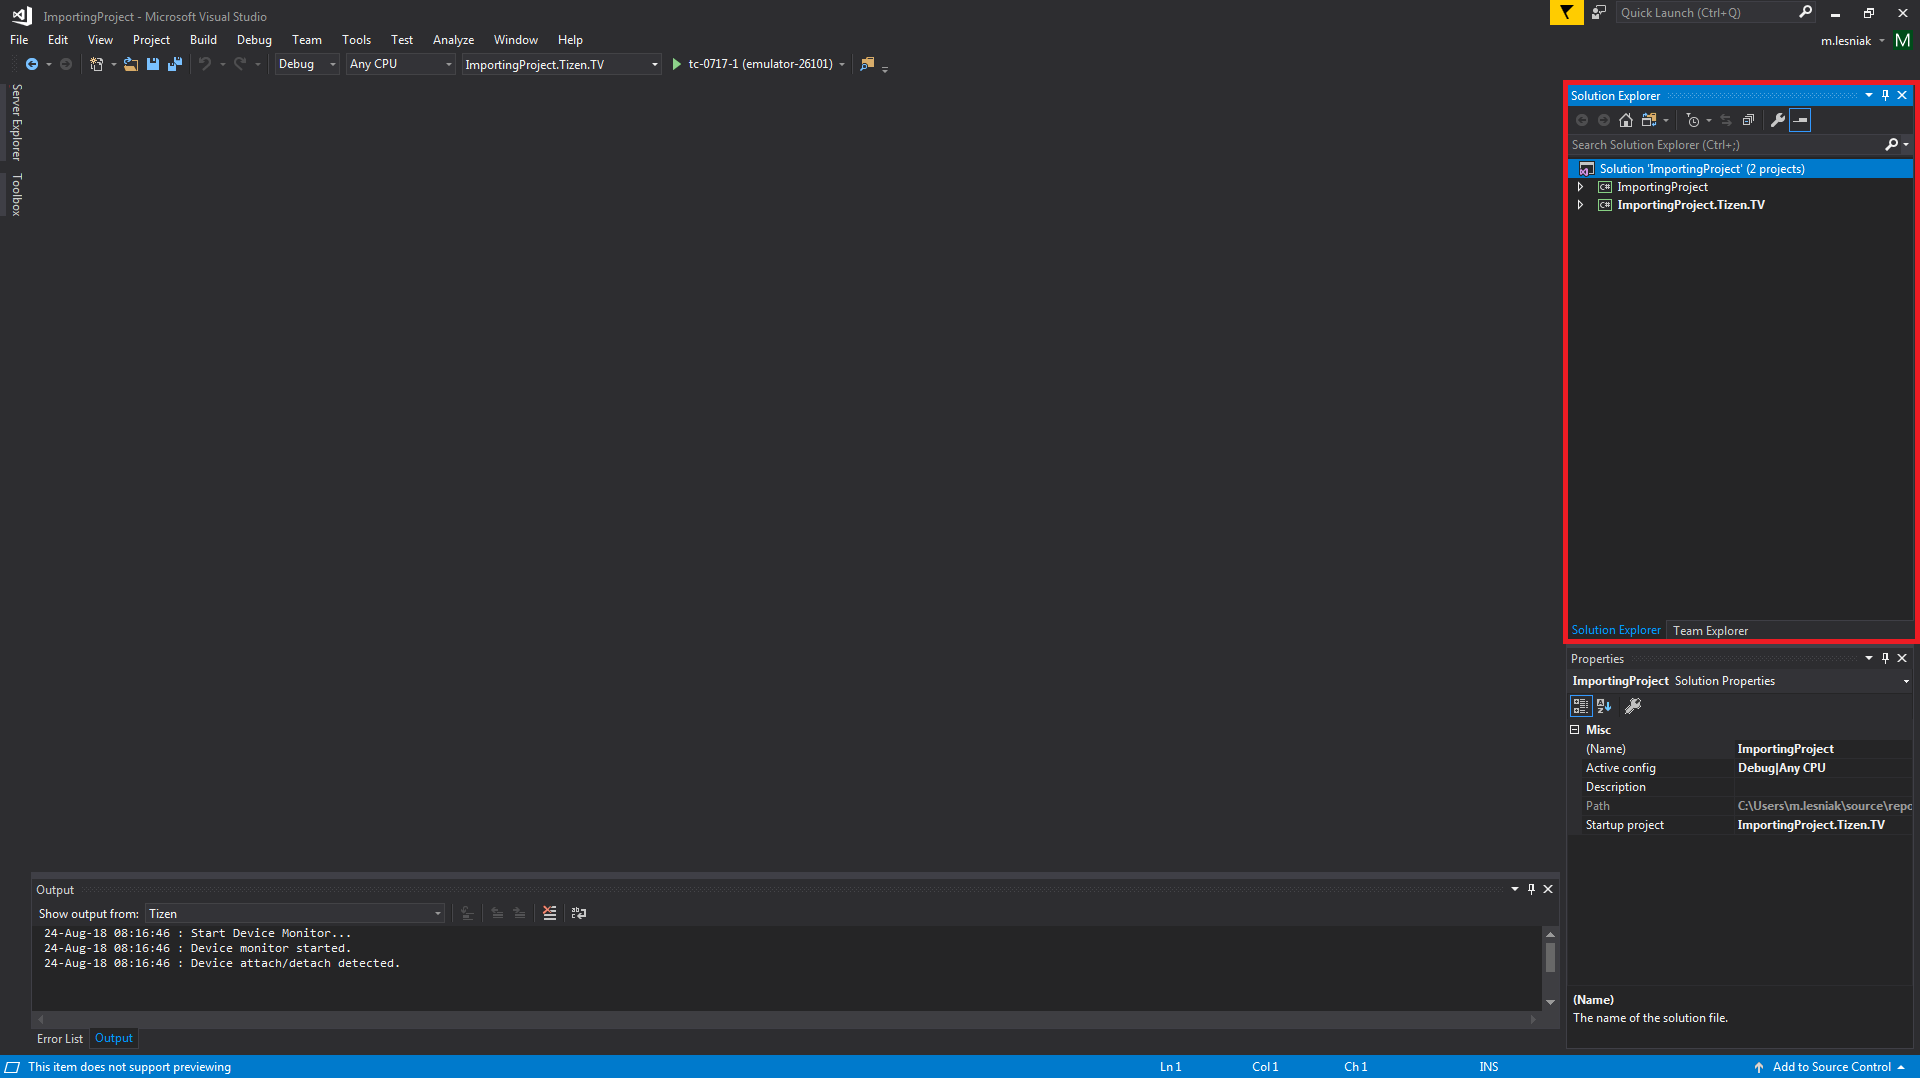 ImportingProject - Microsoft Visual Studio
Quick Launch (Ctrl+Q)
File Edit View Project Build Debug Team Tools Test Analyze Window Help
m.lesniak M
Debug Any CPU ImportingProject.Tizen.TV tc-0717-1 (emulator-26101)
Server Explorer
Toolbox
Solution Explorer
Search Solution Explorer (Ctrl+;)
Solution 'ImportingProject' (2 projects)
C# ImportingProject
C# ImportingProject.Tizen.TV
Solution Explorer Team Explorer
Properties
ImportingProject Solution Properties
Misc
(Name) ImportingProject
Active config Debug|Any CPU
Description
Path C:\Users\m.lesniak\source\repo
Startup project ImportingProject.Tizen.TV
(Name)
The name of the solution file.
Output
Show output from: Tizen
24-Aug-18 08:16:46 : Start Device Monitor...
24-Aug-18 08:16:46 : Device monitor started.
24-Aug-18 08:16:46 : Device attach/detach detected.
Error List Output
This item does not support previewing Ln 1 Col 1 Ch 1 INS Add to Source Control